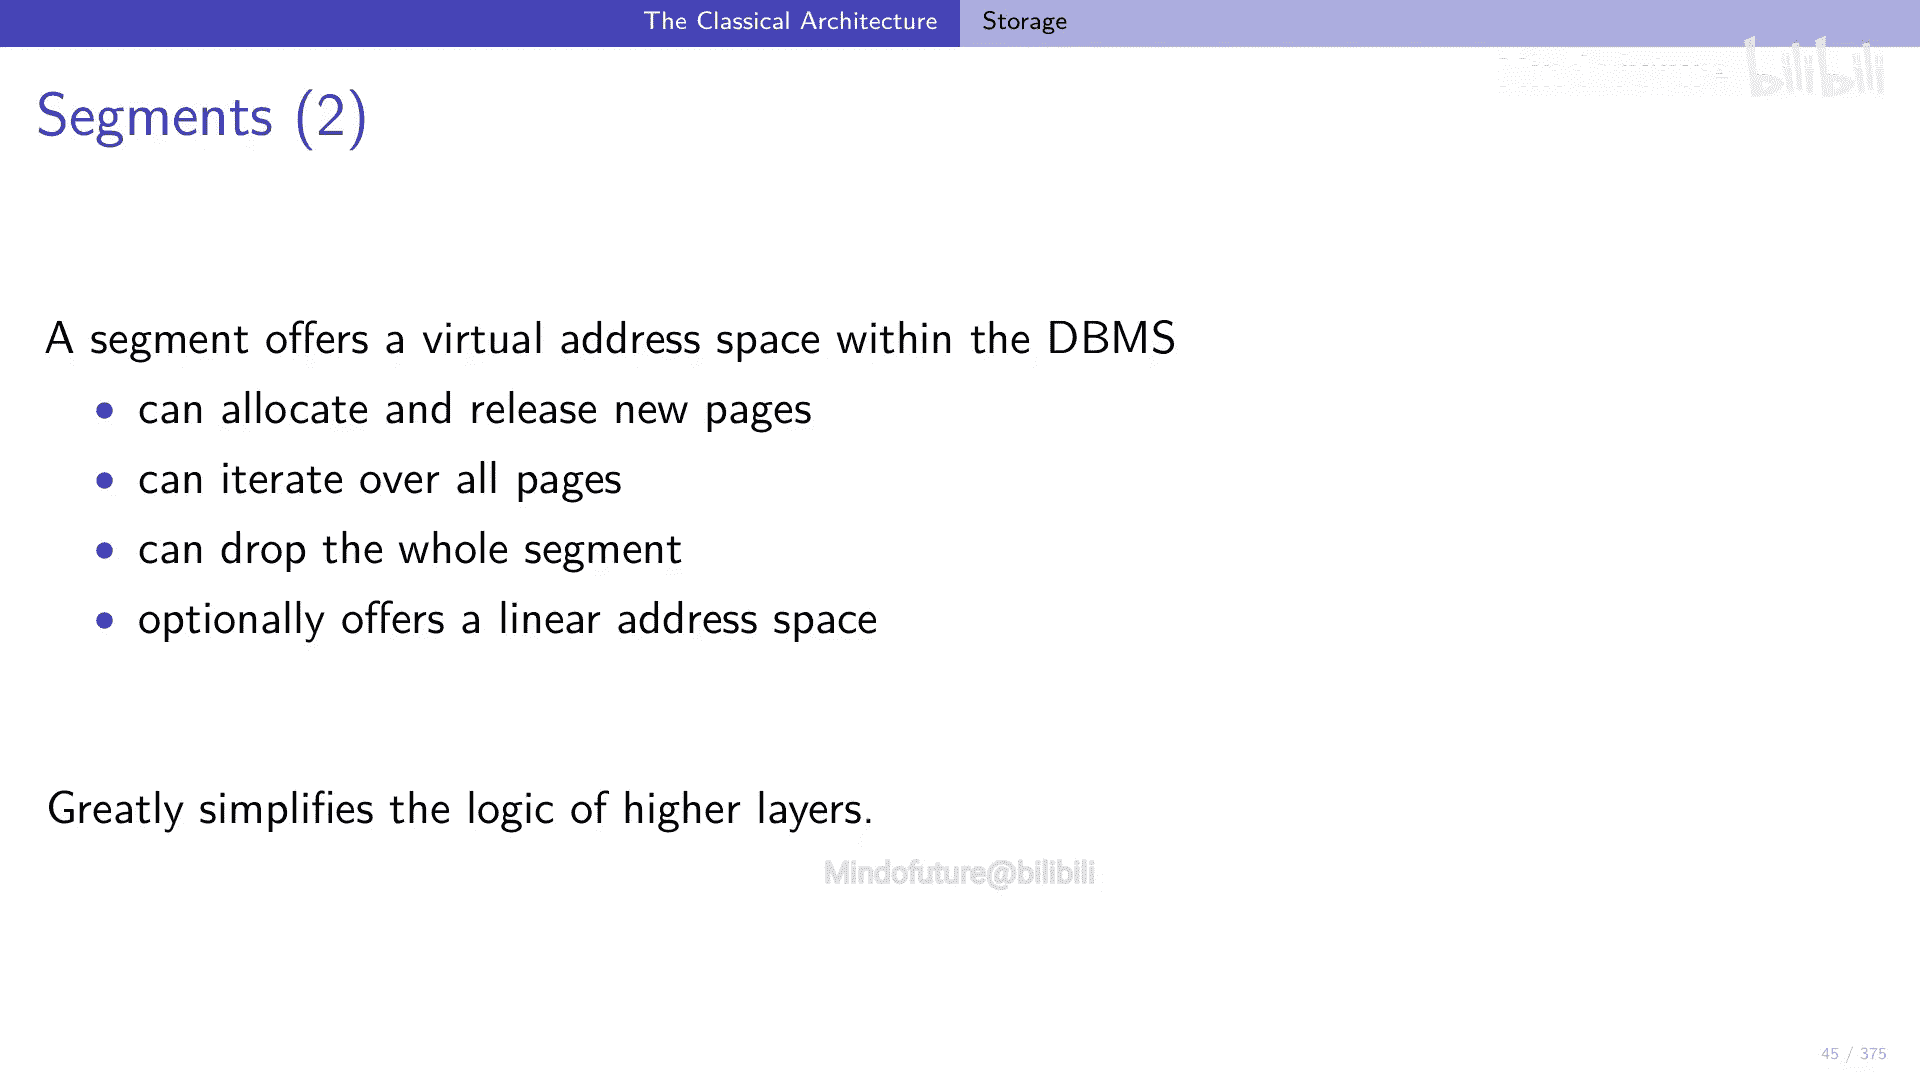 The Classical Architecture
Storage
bilibili
Segments (2)
A segment offers a virtual address space within the DBMS
• can allocate and release new pages
• can iterate over all pages
• can drop the whole segment
• optionally offers a linear address space
Greatly simplifies the logic of higher layers.
Mindofuture@bilibili
45 / 375